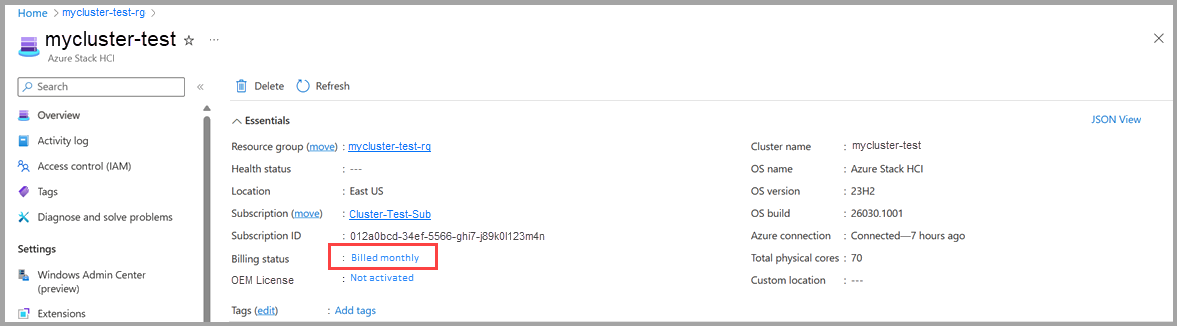 Home > mycluster-test-rg >
mycluster-test ☆ ...
Azure Stack HCI
Search
«
Overview
Activity log
Access control (IAM)
Tags
Diagnose and solve problems
Settings
Windows Admin Center
(preview)
Extensions
Delete Refresh
Essentials
JSON View
Resource group (move) : mycluster-test-rg
Health status : ---
Location : East US
Subscription (move) : Cluster-Test-Sub
Subscription ID : 012a0bcd-34ef-5566-ghi7-j89k0l123m4n
Billing status : Billed monthly
OEM License : Not activated
Tags (edit) : Add tags
Cluster name : mycluster-test
OS name : Azure Stack HCI
OS version : 23H2
OS build : 26030.1001
Azure connection : Connected—7 hours ago
Total physical cores : 70
Custom location : ---